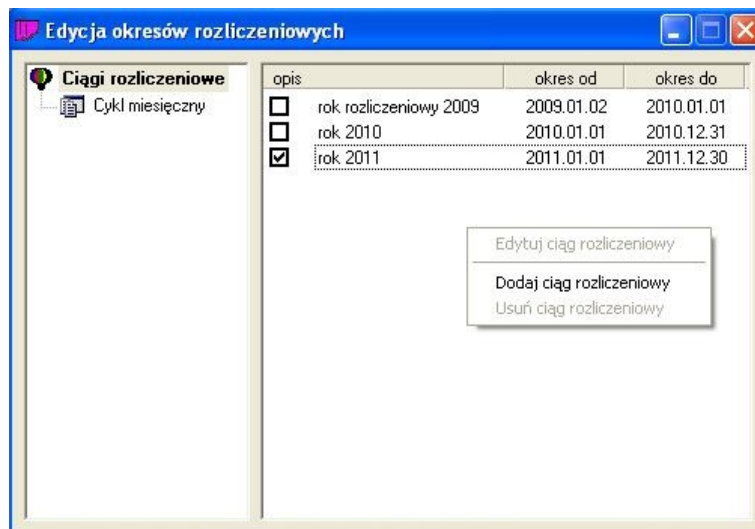 Edycja okresów rozliczeniowych
Ciągi rozliczeniowe
Cykl miesięczny
opis okres od okres do
rok rozliczeniowy 2009 2009.01.02 2010.01.01
rok 2010 2010.01.01 2010.12.31
rok 2011 2011.01.01 2011.12.30
Edytuj ciąg rozliczeniowy
Dodaj ciąg rozliczeniowy
Usuń ciąg rozliczeniowy